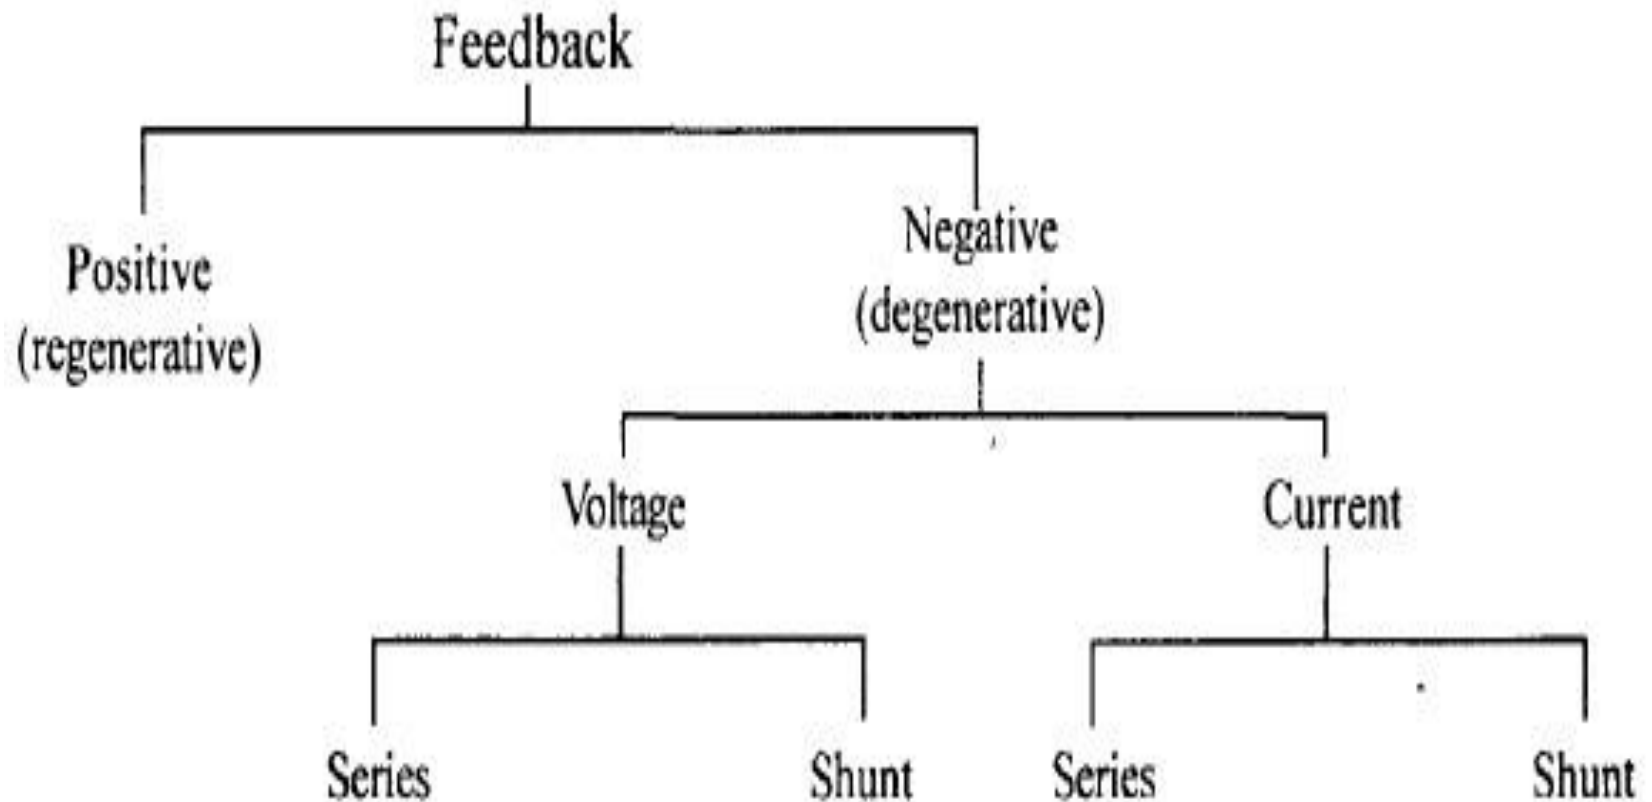 Feedback
Positive
(regenerative)
Negative
(degenerative)
Voltage
Current
Series
Shunt
Series
Shunt